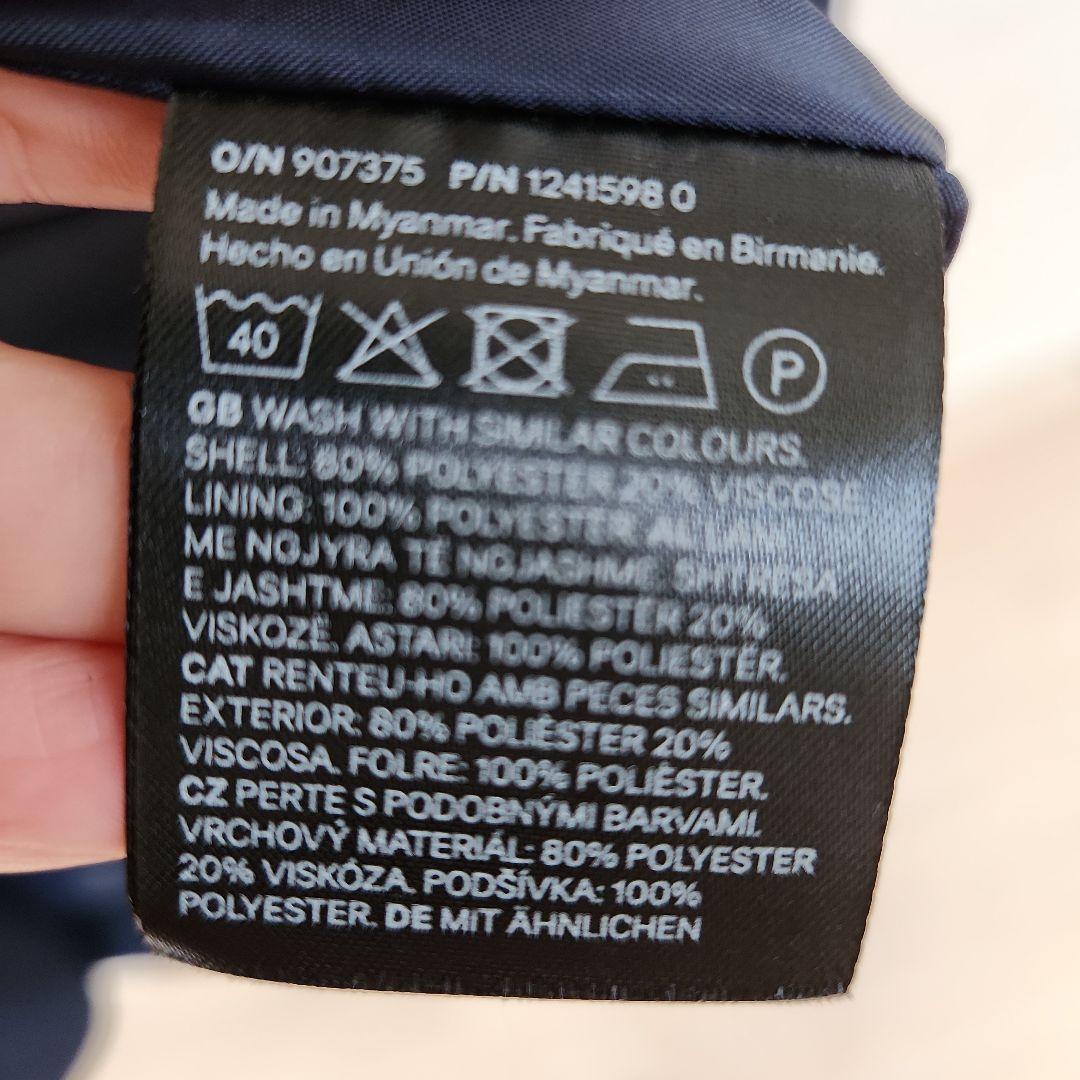 O/N 907375 P/N 1241598 0
Made in Myanmar. Fabriqué en Birmanie.
Hecho en Unión de Myanmar.
40 P
GB WASH WITH SIMILAR COLOURS.
SHELL: 80% POLYESTER 20% VISCOSE
LINING: 100% POLYESTER. AL LANI
ME NGJYRA TË NGJASHME. SHTRESA
E JASHTME: 80% POLIESTËR 20%
VISKOZË. ASTARI: 100% POLIESTËR.
CAT RENTEU-HO AMB PECES SIMILARS.
EXTERIOR: 80% POLIÈSTER 20%
VISCOSA. FOLRE: 100% POLIÈSTER.
CZ PERTE S PODOBNÝMI BARVAMI.
VRCHOVÝ MATERIÁL: 80% POLYESTER
20% VISKÓZA. PODŠÍVKA: 100%
POLYESTER. DE MIT ÄHNLICHEN